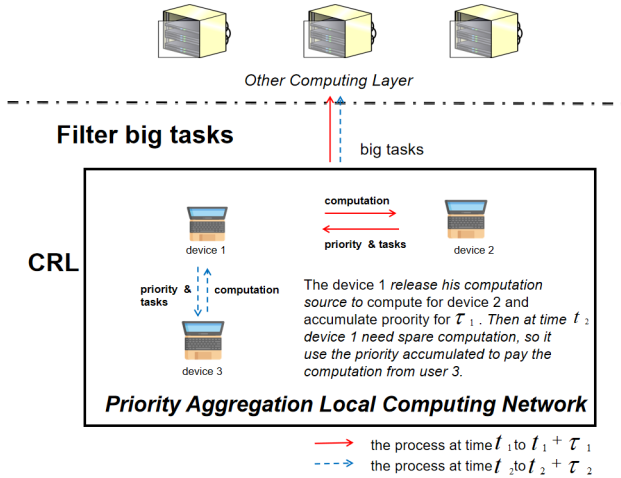 Other Computing Layer
Filter big tasks
big tasks
computation
priority & tasks
device 1
device 2
CRL
priority &
tasks
computation
device 3
The device 1 release his computation
source to compute for device 2 and
accumulate proority for τ 1 . Then at time t 2
device 1 need spare computation, so it
use the priority accumulated to pay the
computation from user 3.
Priority Aggregation Local Computing Network
the process at time t 1 to t 1 + τ 1
the process at time t 2 to t 2 + τ 2